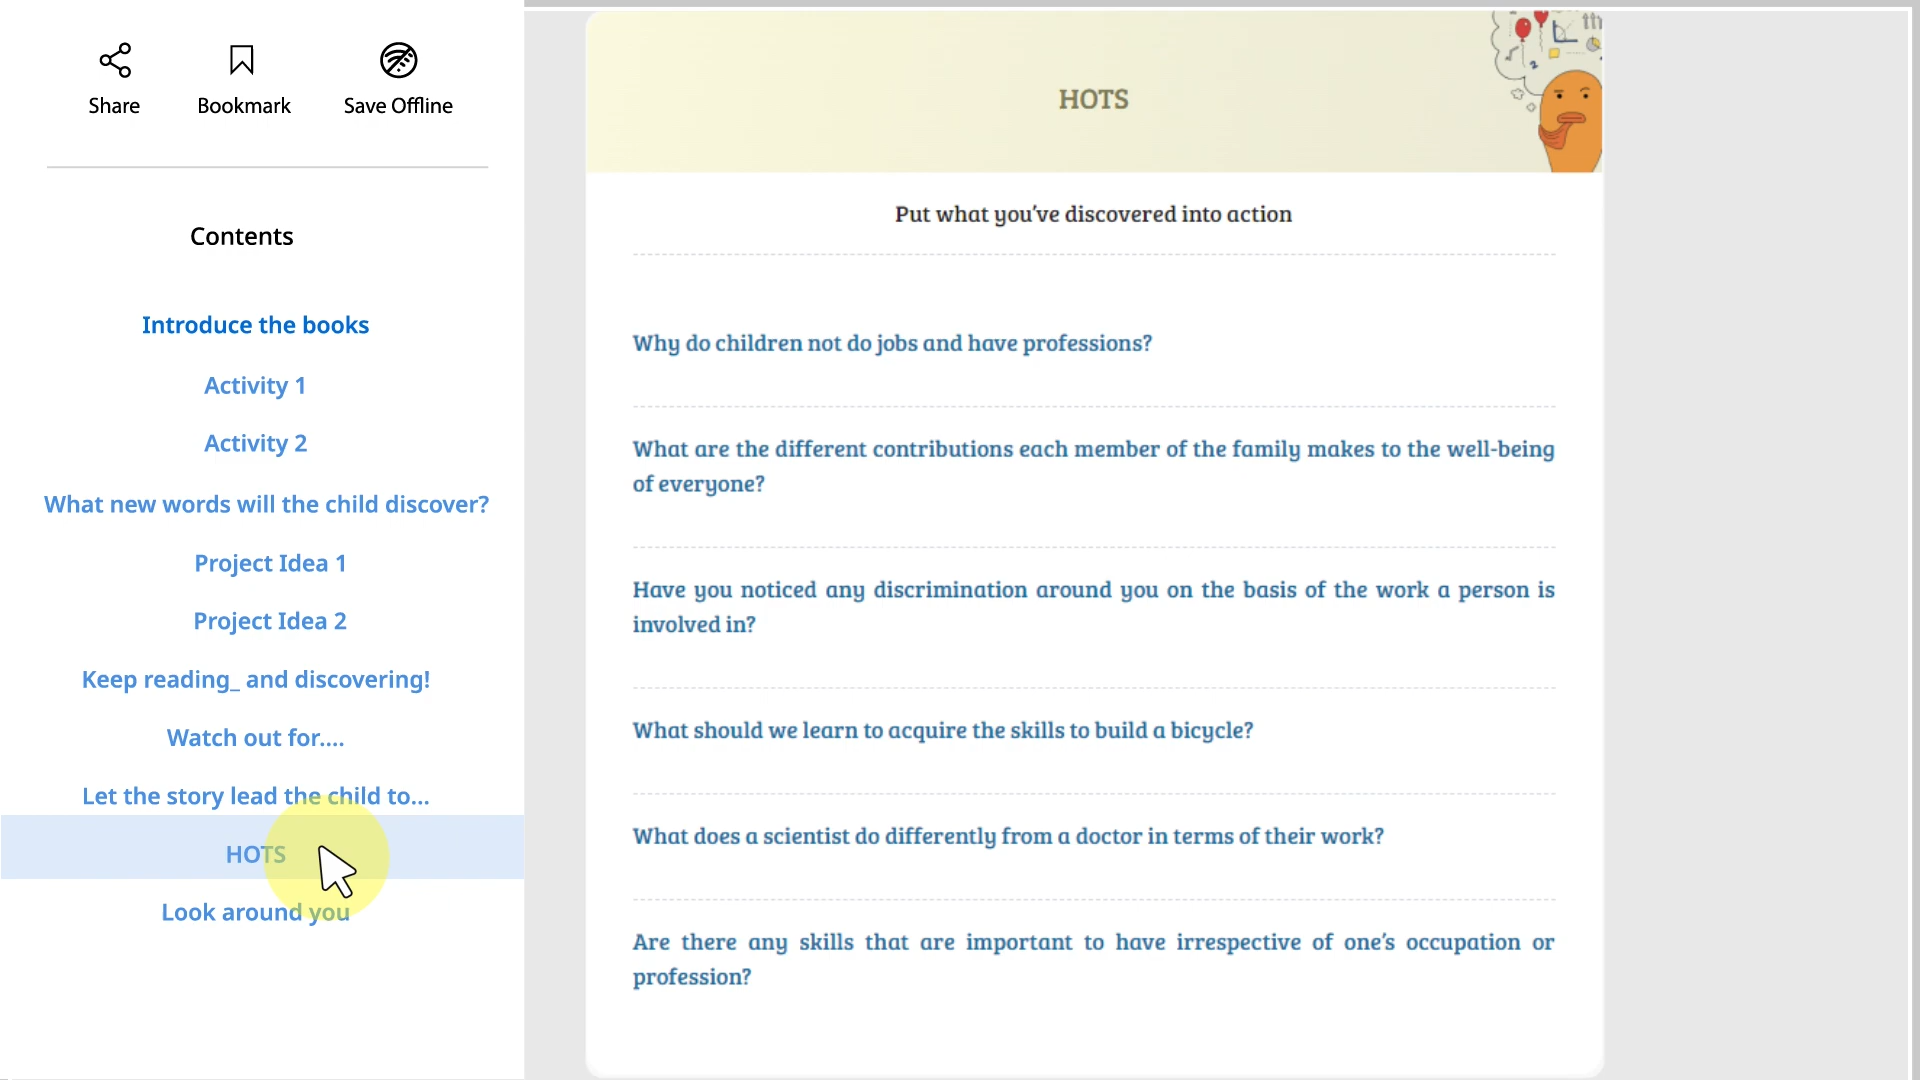 Share
Bookmark
Save Offline
Contents
Introduce the books
Activity 1
Activity 2
What new words will the child discover?
Project Idea 1
Project Idea 2
Keep reading_ and discovering!
Watch out for....
Let the story lead the child to...
HOTS
Look around you
HOTS
Put what you've discovered into action
Why do children not do jobs and have professions?
What are the different contributions each member of the family makes to the well-being
of everyone?
Have you noticed any discrimination around you on the basis of the work a person is
involved in?
What should we learn to acquire the skills to build a bicycle?
What does a scientist do differently from a doctor in terms of their work?
Are there any skills that are important to have irrespective of one's occupation or
profession?